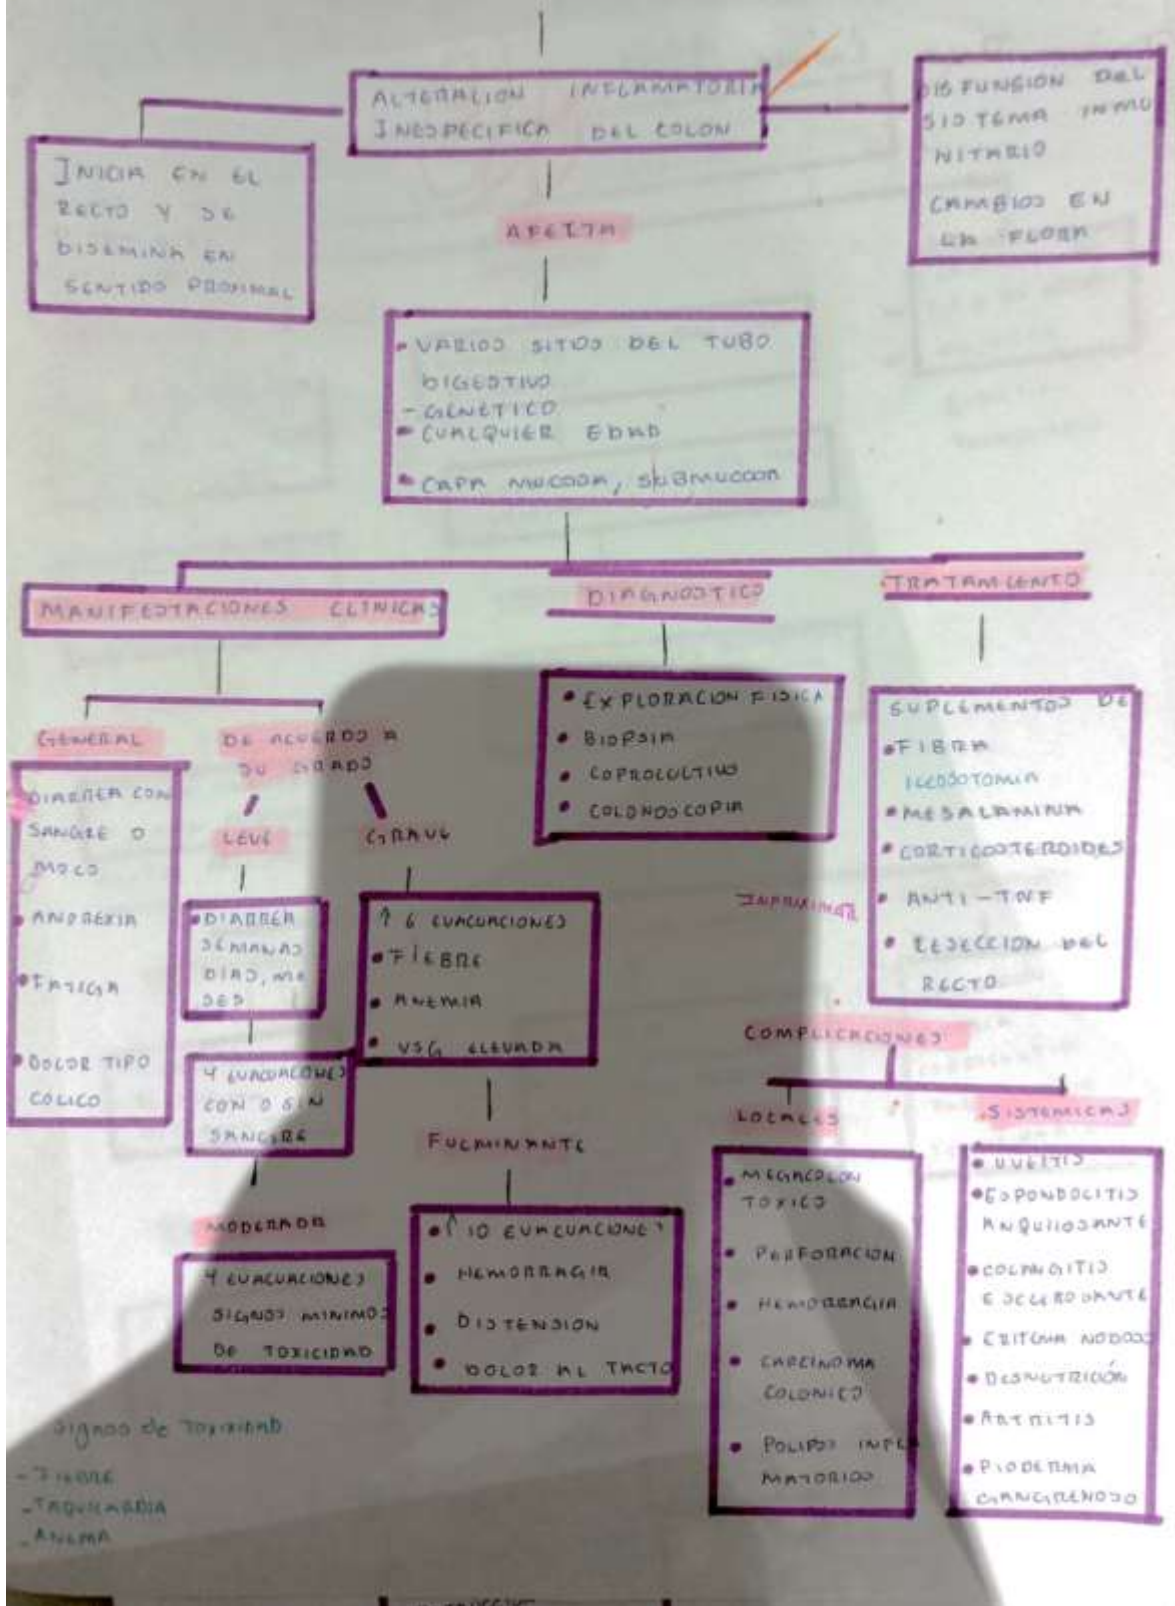 ALTERACION INFLAMATORIA
INESPECIFICA DEL COLON
DISFUNSION DEL
SISTEMA INMU
NITARIO
CAMBIOS EN
LA FLORA
INICIA EN EL
RECTO Y SE
DISEMINA EN
SENTIDO PROXIMAL
AFECTA
• VARIOS SITIOS DEL TUBO
DIGESTIVO
- GENETICO
• CUALQUIER EDAD
• CAPA MUCOSA, SUBMUCOSA
MANIFESTACIONES CLINICAS
DIAGNOSTICO
TRATAMIENTO
GENERAL
DIARREA CON
SANGRE O
MOCO
• ANOREXIA
• FATIGA
• DOLOR TIPO
COLICO
DE ACUERDO A
SU GRADO
LEVE
GRAVE
• DIARREA
SEMANAS
DIAS, ME
SES
4 EVACUACIONES
CON O SIN
SANGRE
MODERADA
4 EVACUACIONES
SIGNOS MINIMOS
DE TOXICIDAD
↑ 6 EVACUACIONES
• FIEBRE
• ANEMIA
• VSG ELEVADA
FULMINANTE
• ↑ 10 EVACUACIONES
• HEMORRAGIA
• DISTENSION
• DOLOR AL TACTO
• EXPLORACION FISICA
• BIOPSIA
• COPROCULTIVO
• COLONOSCOPIA
SUPLEMENTOS DE
• FIBRA
ILEOSOTOMIA
• MESALAMINA
• CORTICOSTEROIDES
• ANTI-TNF
• RESECCION DEL
RECTO
COMPLICACIONES
LOCALES
• MEGACOLON
TOXICO
• PERFORACION
• HEMORRAGIA
• CARCINOMA
COLONICO
• POLIPOS INFLA
MATORIOS
SISTEMICAS
• UVEITIS
• ESPONDOLITIS
ANQUILOSANTE
• COLANGITIS
ESCLEROSANTE
• ERITEMA NODOSO
• DESNUTRICIÓN
• ARTRITIS
• PIODERMA
GANGRENOSO
Signos de TOXICIDAD
- FIEBRE
- TAQUICARDIA
- ANEMIA